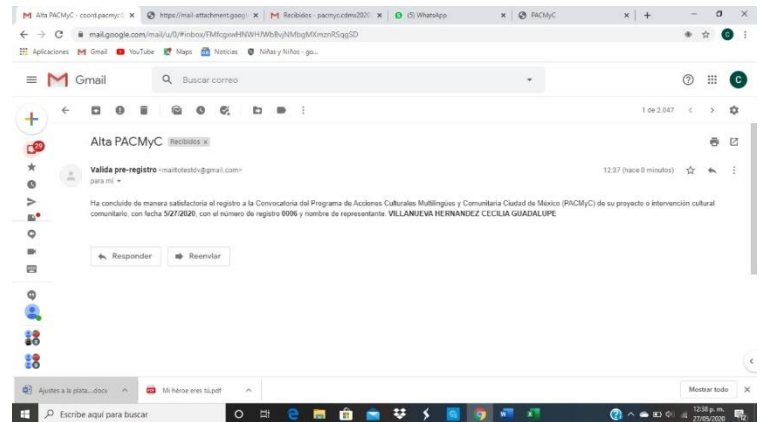 Alta PACMyC - coord.pacmyc
https://mail-attachment.goog
Recibidos - pacmyc.cdmx2020
(5) WhatsApp
PACMyC
mail.google.com/mail/u/0/#inbox/
Aplicaciones
Gmail
YouTube
Maps
Noticias
Niñas y Niños - go...
Gmail
Buscar correo
C
1 de 2.047
29
Alta PACMyC
Recibidos x
Valida pre-registro
12:37 (hace 0 minutos)
para mí
Ha concluido de manera satisfactoria el registro a la Convocatoria del Programa de Acciones Culturales Multilingües y Comunitaria Ciudad de México (PACMyC) de su proyecto o intervención cultural
comunitario, con fecha 5/27/2020, con el número de registro 0006 y nombre de representante: VILLANUEVA HERNANDEZ CECILIA GUADALUPE
Responder
Reenviar
Ajustes a la plata....docx
Mi héroe eres tú.pdf
Mostrar todo
Escribe aquí para buscar
12:38 p. m.
27/05/2020